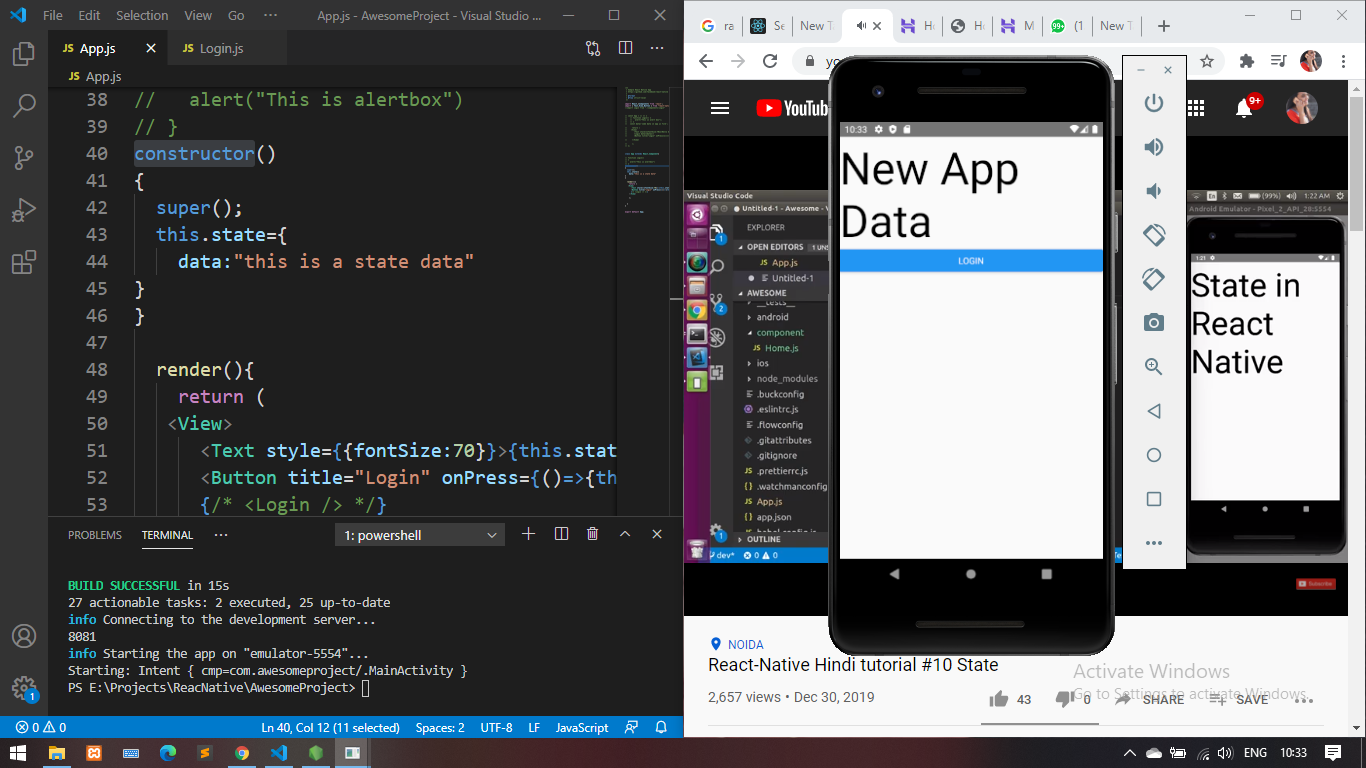 File Edit Selection View Go ··· App.js - AwesomeProject - Visual Studio ...
JS App.js JS Login.js
JS App.js
38 //   alert("This is alertbox")
39 // }
40 constructor()
41 {
42 super();
43 this.state={
44 data:"this is a state data"
45 }
46 }
47
48 render(){
49 return (
50 <View>
51 <Text style={{fontSize:70}}>{this.stat
52 <Button title="Login" onPress={()=>{th
53 {/* <Login /> */}
PROBLEMS TERMINAL ··· 1: powershell
BUILD SUCCESSFUL in 15s
27 actionable tasks: 2 executed, 25 up-to-date
info Connecting to the development server...
8081
info Starting the app on "emulator-5554"...
Starting: Intent { cmp=com.awesomeproject/.MainActivity }
PS E:\Projects\ReacNative\AwesomeProject>
1
0 0 Ln 40, Col 12 (11 selected) Spaces: 2 UTF-8 LF JavaScript
ra Se New T Ho Ho M (1 New T
yo
YouTub 9+
10:33
New App
Data
LOGIN
Visual Studio Code En (99%) 1:22 AM
Untitled-1 - Awesome - V Android Emulator - Pixel_2_API_28:5554
EXPLORER
OPEN EDITORS 1 UNS
JS App.js
Untitled-1
AWESOME
__tests__
android
component
JS Home.js
ios
node_modules
.buckconfig
.eslintrc.js
.flowconfig
.gitattributes
.gitignore
.prettierrc.js
.watchmanconfig
JS App.js
app.json
OUTLINE
dev* 0 0
1:21
State in
React
Native
Subscribe
NOIDA
React-Native Hindi tutorial #10 State
2,657 views • Dec 30, 2019 43 0 SHARE SAVE
Activate Windows
Go to Settings to activate Windows.
ENG 10:33